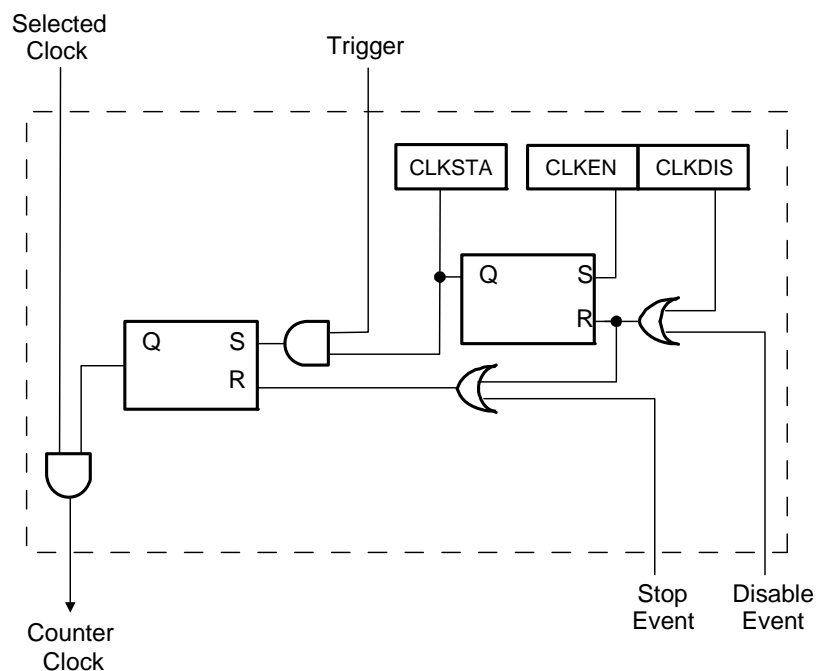 Selected
Clock
Trigger
CLKSTA
CLKEN
CLKDIS
Q
S
R
Q
S
R
Stop
Event
Disable
Event
Counter
Clock